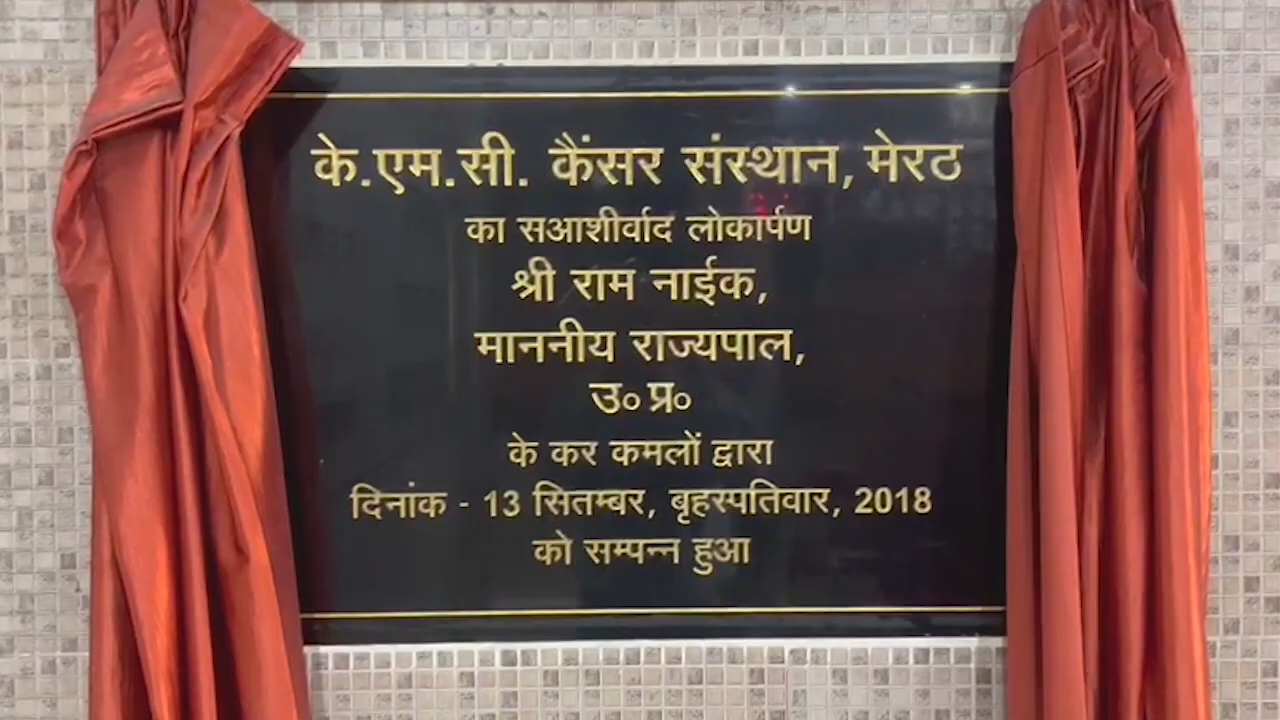 के.एम.सी. कैंसर संस्थान, मेरठ
का सआशीर्वाद लोकार्पण
श्री राम नाईक,
माननीय राज्यपाल,
उ० प्र०
के कर कमलों द्वारा
दिनांक - 13 सितम्बर, बृहस्पतिवार, 2018
को सम्पन्न हुआ